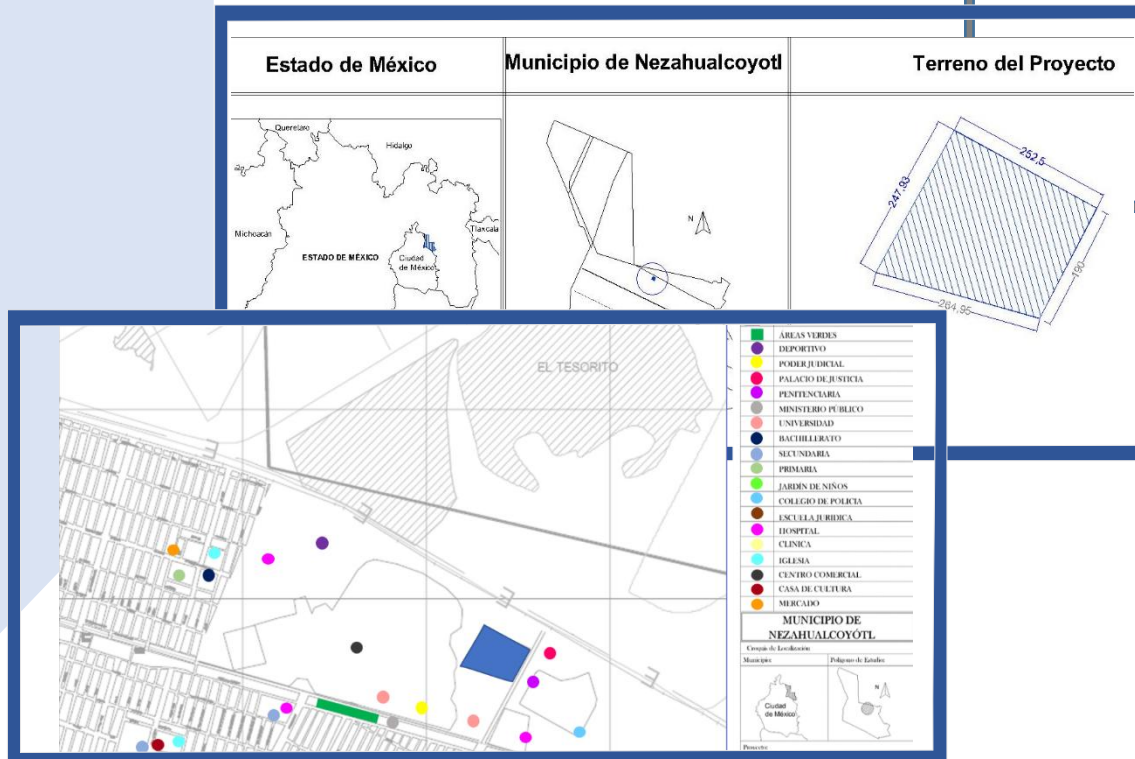 Estado de México
Municipio de Nezahualcoyotl
Terreno del Proyecto
Queretaro
Hidalgo
Michoacán
Tlaxcala
ESTADO DE MÉXICO
Ciudad
de México
N
252,5
247,93
190
264,95
EL TESORITO
ÁREAS VERDES
DEPORTIVO
PODER JUDICIAL
PALACIO DE JUSTICIA
PENITENCIARIA
MINISTERIO PÚBLICO
UNIVERSIDAD
BACHILLERATO
SECUNDARIA
PRIMARIA
JARDÍN DE NIÑOS
COLEGIO DE POLICIA
ESCUELA JURIDICA
HOSPITAL
CLINICA
IGLESIA
CENTRO COMERCIAL
CASA DE CULTURA
MERCADO
MUNICIPIO DE
NEZAHUALCOYÓTL
Croquis de Localización
Municipio
Polígono de Estudio
Ciudad
de México
N
Proyecto: